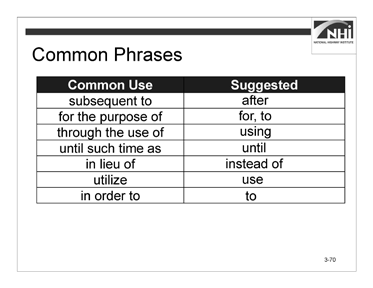 NHI
NATIONAL HIGHWAY INSTITUTE
Common Phrases
Common Use Suggested
subsequent to after
for the purpose of for, to
through the use of using
until such time as until
in lieu of instead of
utilize use
in order to to
3-70